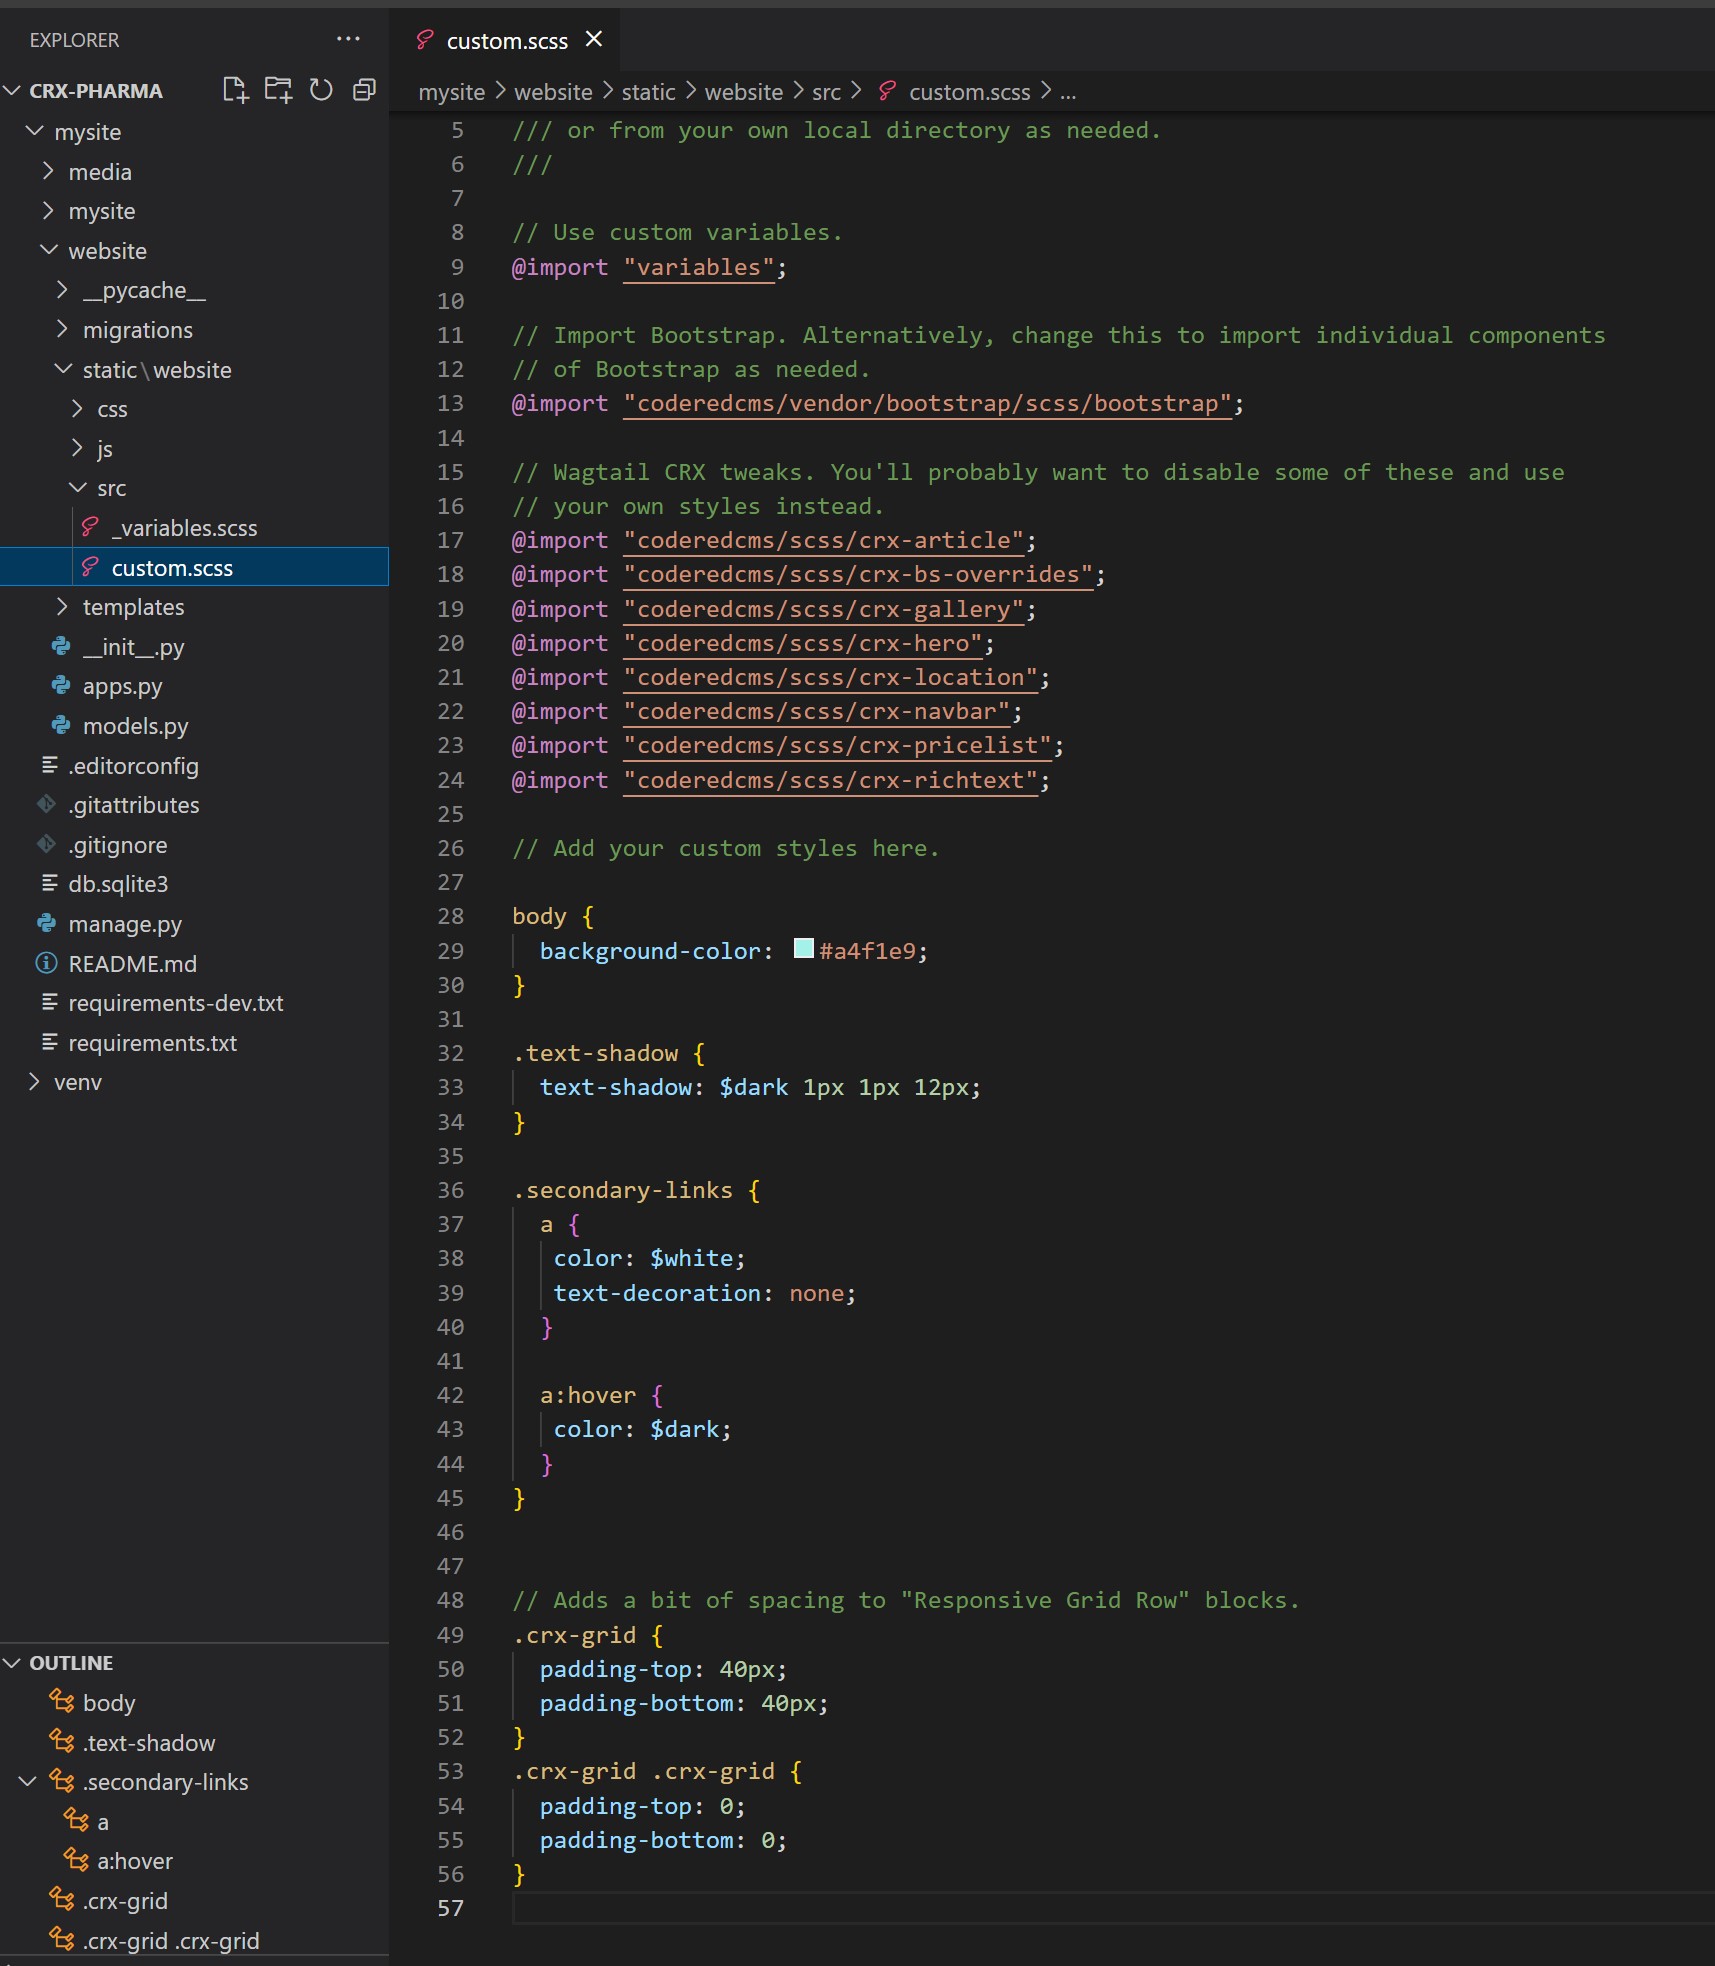 EXPLORER
CRX-PHARMA
mysite
media
mysite
website
__pycache__
migrations
static\website
css
js
src
_variables.scss
custom.scss
templates
__init__.py
apps.py
models.py
.editorconfig
.gitattributes
.gitignore
db.sqlite3
manage.py
README.md
requirements-dev.txt
requirements.txt
venv
OUTLINE
body
.text-shadow
.secondary-links
a
a:hover
.crx-grid
.crx-grid .crx-grid
custom.scss
mysite > website > static > website > src > custom.scss > ...
5 /// or from your own local directory as needed.
6 ///
7
8 // Use custom variables.
9 @import "variables";
10
11 // Import Bootstrap. Alternatively, change this to import individual components
12 // of Bootstrap as needed.
13 @import "coderedcms/vendor/bootstrap/scss/bootstrap";
14
15 // Wagtail CRX tweaks. You'll probably want to disable some of these and use
16 // your own styles instead.
17 @import "coderedcms/scss/crx-article";
18 @import "coderedcms/scss/crx-bs-overrides";
19 @import "coderedcms/scss/crx-gallery";
20 @import "coderedcms/scss/crx-hero";
21 @import "coderedcms/scss/crx-location";
22 @import "coderedcms/scss/crx-navbar";
23 @import "coderedcms/scss/crx-pricelist";
24 @import "coderedcms/scss/crx-richtext";
25
26 // Add your custom styles here.
27
28 body {
29 background-color: #a4f1e9;
30 }
31
32 .text-shadow {
33 text-shadow: $dark 1px 1px 12px;
34 }
35
36 .secondary-links {
37 a {
38 color: $white;
39 text-decoration: none;
40 }
41
42 a:hover {
43 color: $dark;
44 }
45 }
46
47
48 // Adds a bit of spacing to "Responsive Grid Row" blocks.
49 .crx-grid {
50 padding-top: 40px;
51 padding-bottom: 40px;
52 }
53 .crx-grid .crx-grid {
54 padding-top: 0;
55 padding-bottom: 0;
56 }
57